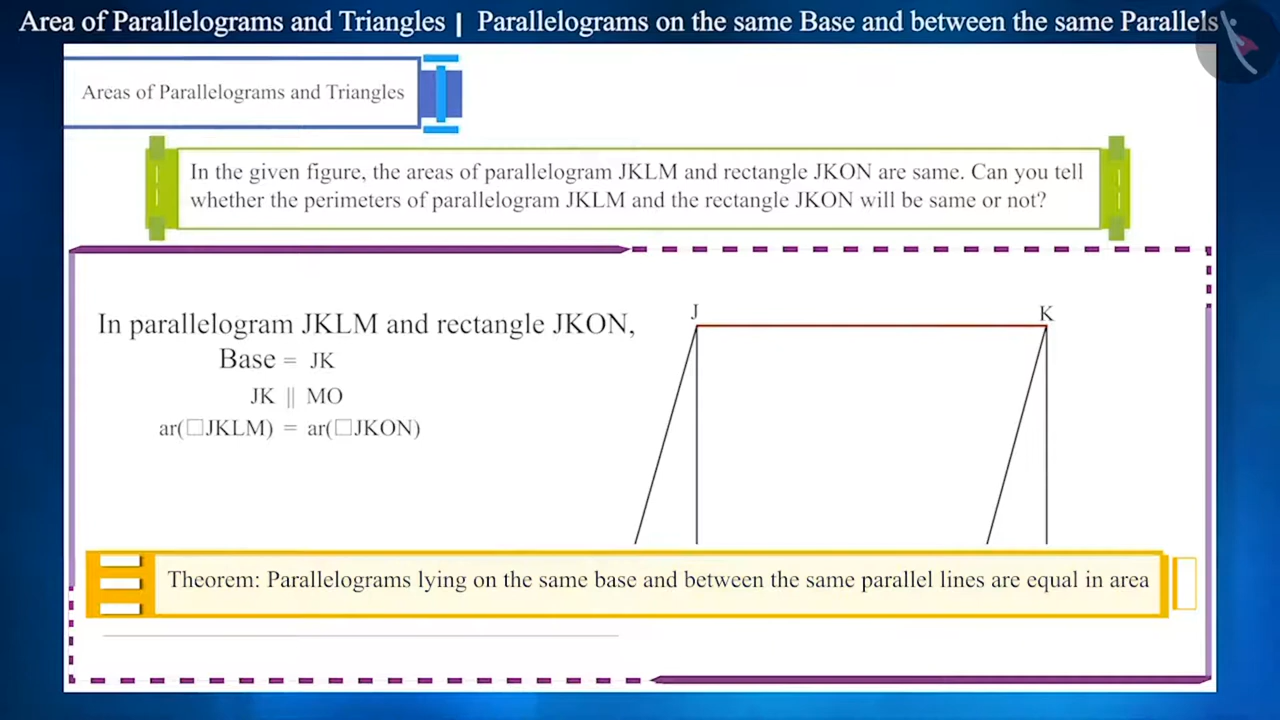 Area of Parallelograms and Triangles | Parallelograms on the same Base and between the same Parallels
Areas of Parallelograms and Triangles
In the given figure, the areas of parallelogram JKLM and rectangle JKON are same. Can you tell
whether the perimeters of parallelogram JKLM and the rectangle JKON will be same or not?
In parallelogram JKLM and rectangle JKON,
Base = JK
JK || MO
ar(□JKLM) = ar(□JKON)
J
K
Theorem: Parallelograms lying on the same base and between the same parallel lines are equal in area